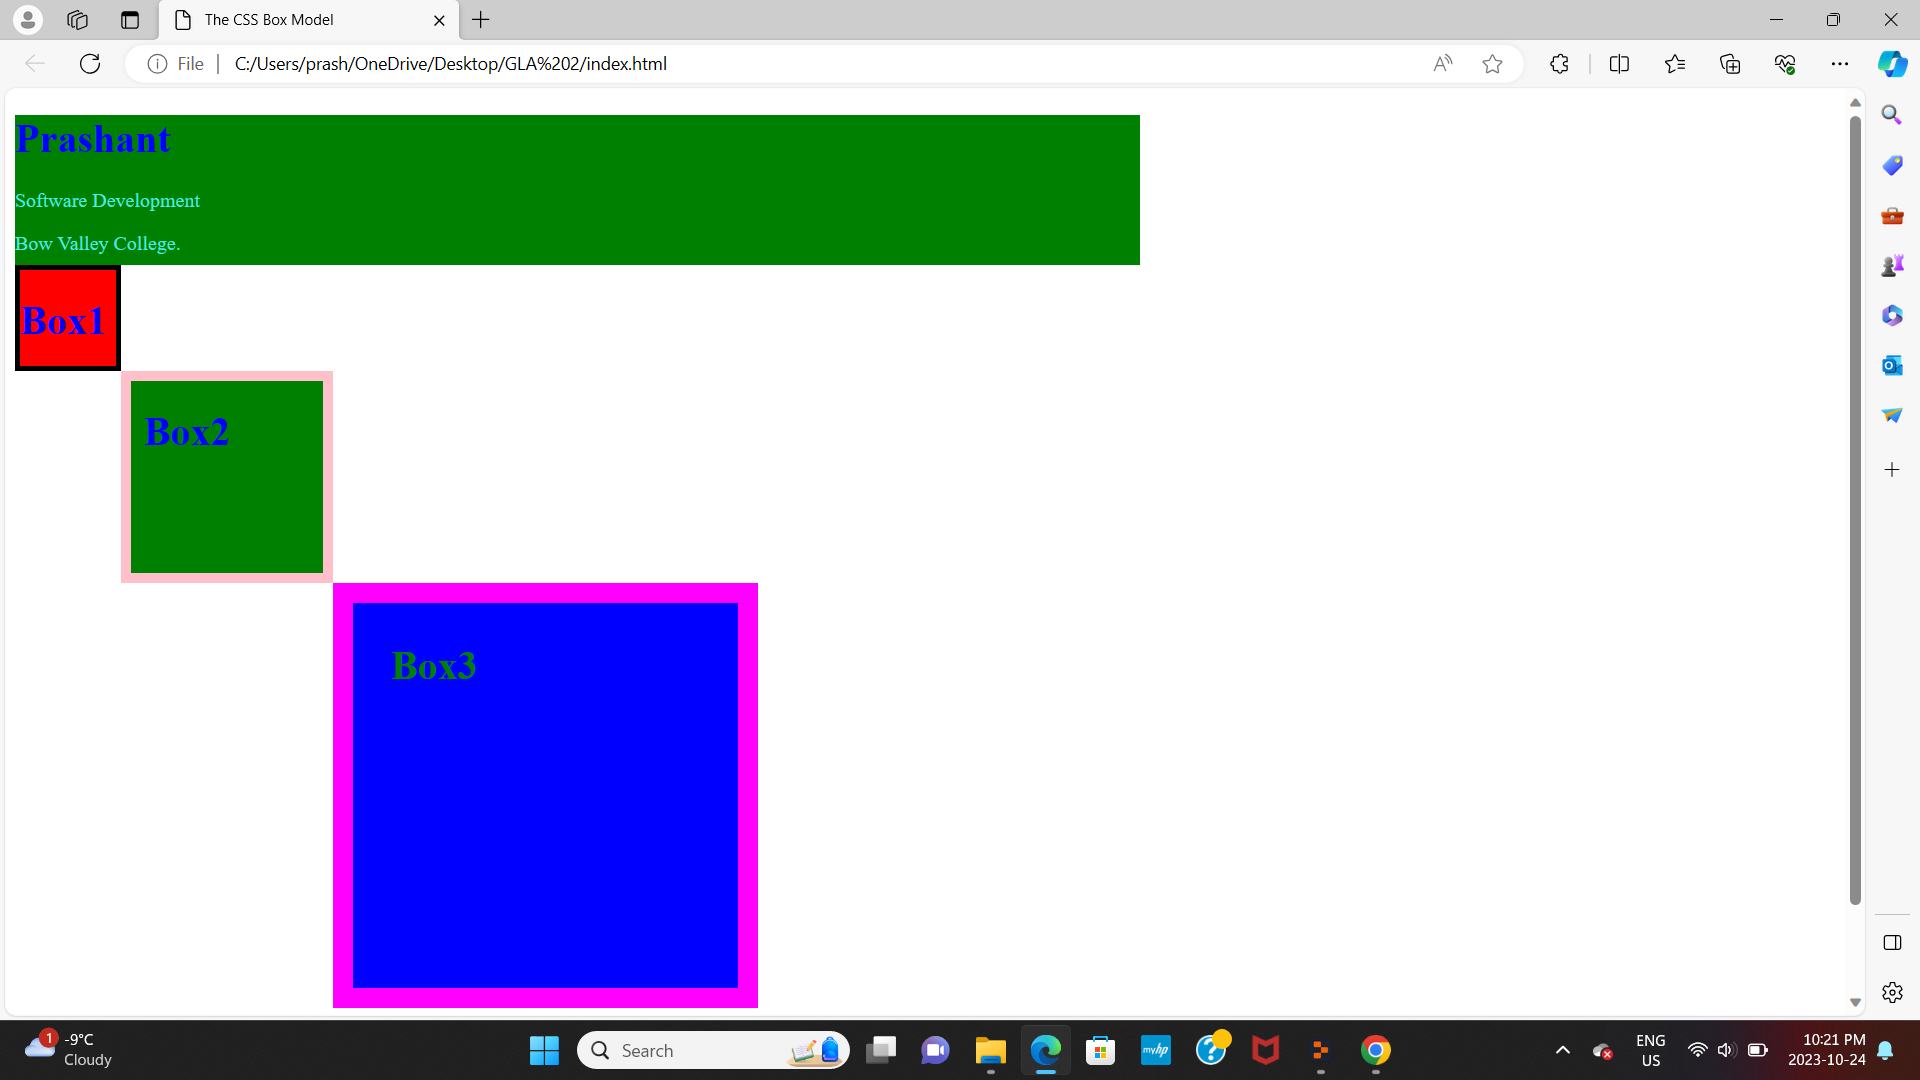 The CSS Box Model
File
C:/Users/prash/OneDrive/Desktop/GLA%202/index.html
Prashant
Software Development
Bow Valley College.
Box1
Box2
Box3
1
-9°C
Cloudy
Search
myhp
ENG
US
10:21 PM
2023-10-24